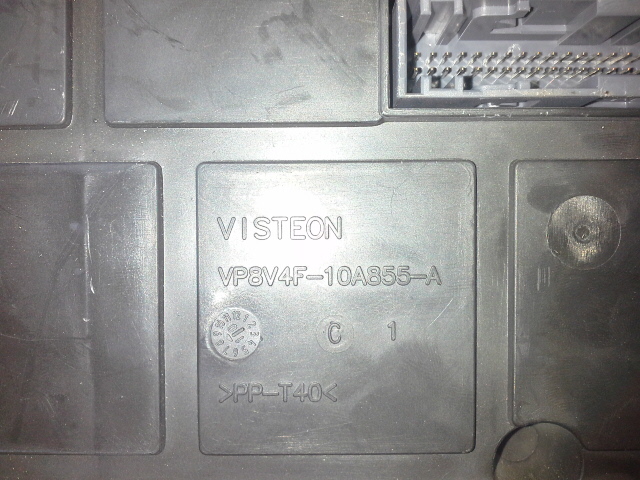 VISTEON
VP8V4F-10A855-A
C 1
>PP-T40<